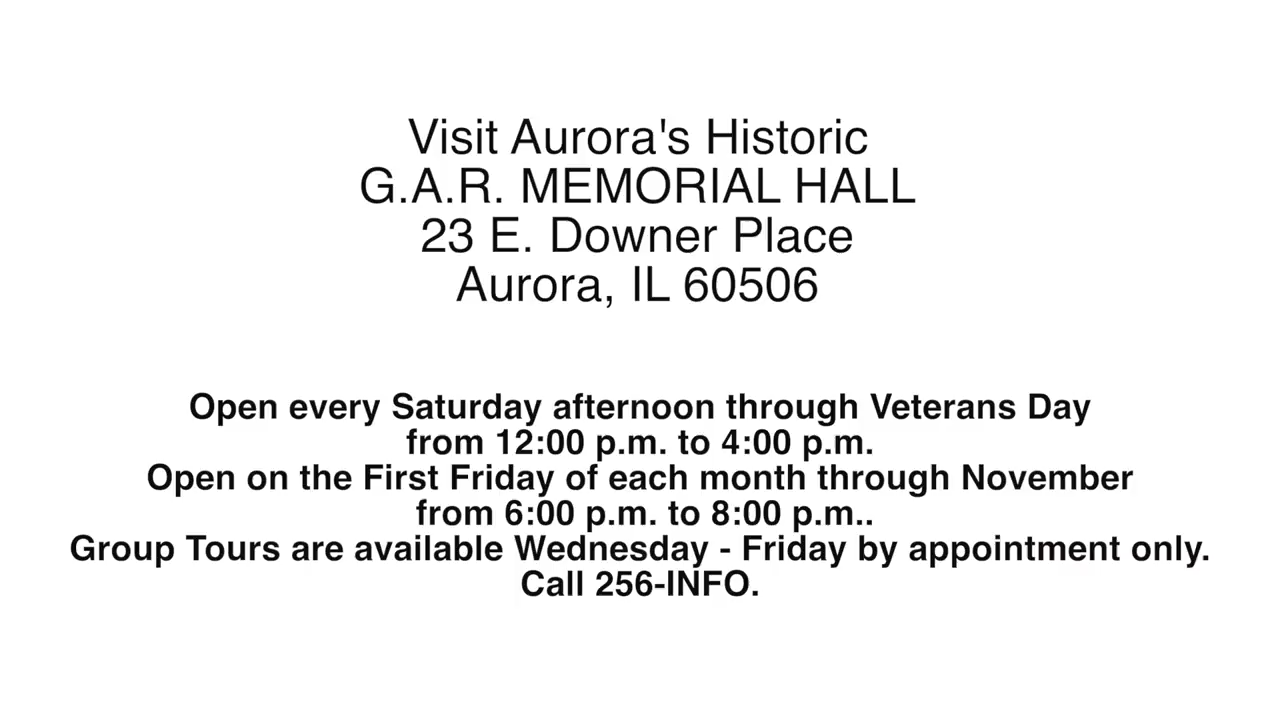 Visit Aurora's Historic
G.A.R. MEMORIAL HALL
23 E. Downer Place
Aurora, IL 60506
Open every Saturday afternoon through Veterans Day
from 12:00 p.m. to 4:00 p.m.
Open on the First Friday of each month through November
from 6:00 p.m. to 8:00 p.m..
Group Tours are available Wednesday - Friday by appointment only.
Call 256-INFO.